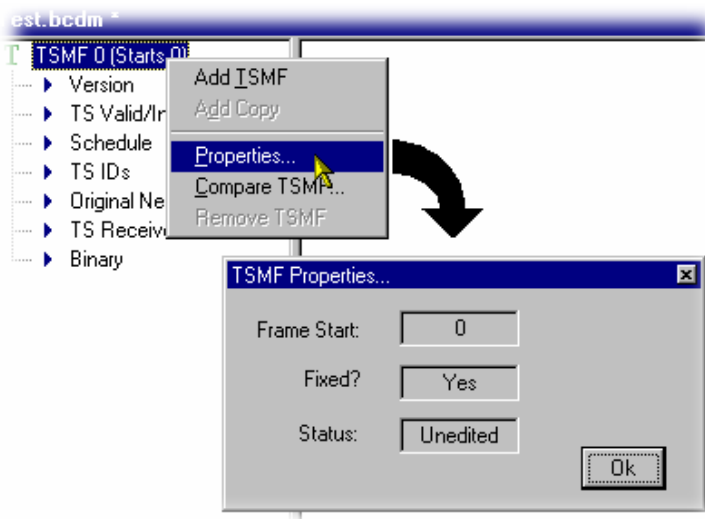 est.bcdm *
T TSMF 0 (Starts 0)
Version
TS Valid/In
Schedule
TS IDs
Original Ne
TS Receive
Binary
Add TSMF
Add Copy
Properties...
Compare TSMF...
Remove TSMF
TSMF Properties...
Frame Start: 0
Fixed? Yes
Status: Unedited
Ok